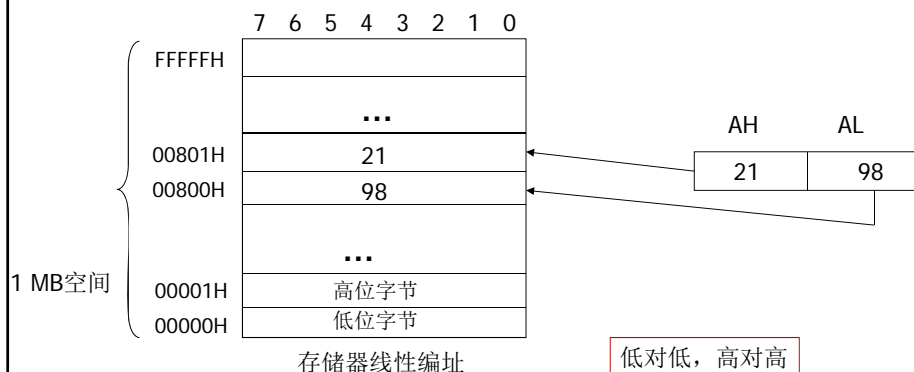 7 6 5 4 3 2 1 0
FFFFFH
...
AH AL
00801H 21
21 98
00800H 98
...
1 MB空间
00001H 高位字节
00000H 低位字节
存储器线性编址
低对低，高对高